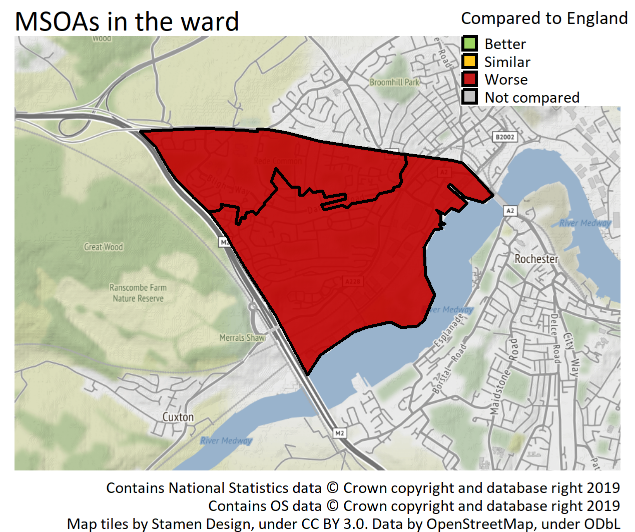 MSOAs in the ward
Compared to England
Better
Similar
Worse
Not compared
Wood
Broomhill Park
B2002
A2
River Medway
Great Wood
Rochester
Ranscombe Farm
Nature Reserve
River Medway
Esplanade
Merrals Shaw
Borstal Road
Maidstone Road
Delce Road
City Way
Cuxton
River Medway
M2
Contains National Statistics data © Crown copyright and database right 2019
Contains OS data © Crown copyright and database right 2019
Map tiles by Stamen Design, under CC BY 3.0. Data by OpenStreetMap, under ODbL